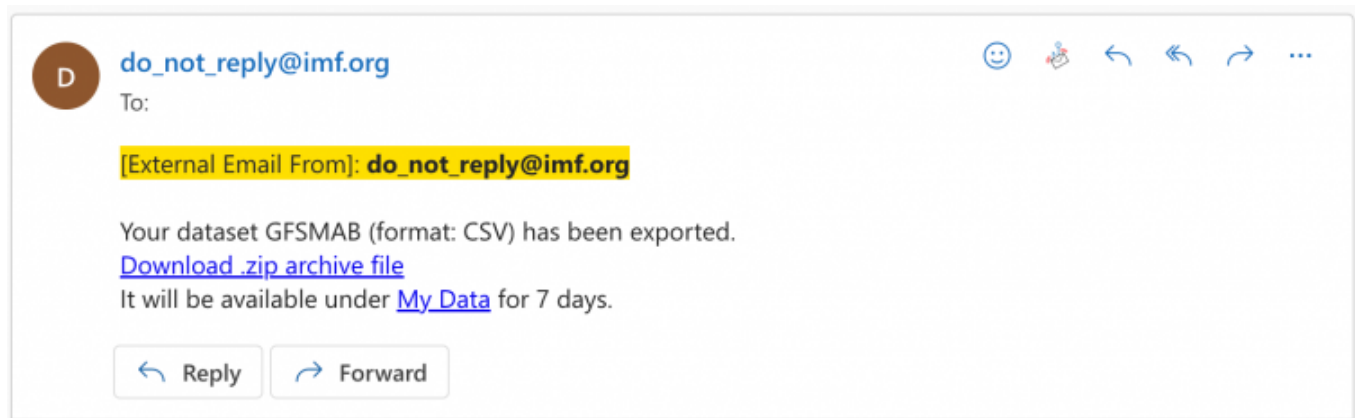 D
do_not_reply@imf.org
To:
[External Email From]: do_not_reply@imf.org
Your dataset GFSMAB (format: CSV) has been exported.
Download .zip archive file
It will be available under My Data for 7 days.
Reply
Forward